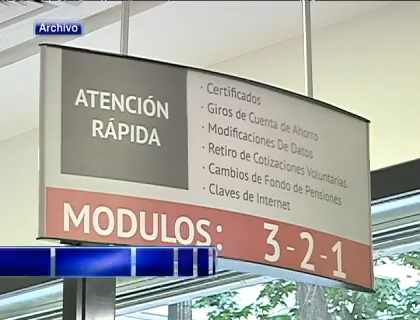 Archivo
ATENCIÓN
RÁPIDA
· Certificados
· Giros de Cuenta de Ahorro
· Modificaciones De Datos
· Retiro de Cotizaciones Voluntarias
· Cambios de Fondo de Pensiones
· Claves de Internet
MODULOS: 3-2-1